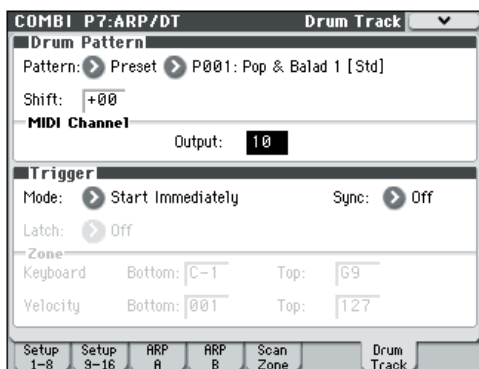 COMBI P7:ARP/DT Drum Track
Drum Pattern
Pattern: Preset P001: Pop & Balad 1 [Std]
Shift: +00
MIDI Channel
Output: 10
Trigger
Mode: Start Immediately Sync: Off
Latch: Off
Zone
Keyboard Bottom: C-1 Top: G9
Velocity Bottom: 001 Top: 127
Setup 1-8 Setup 9-16 ARP A ARP B Scan Zone Drum Track